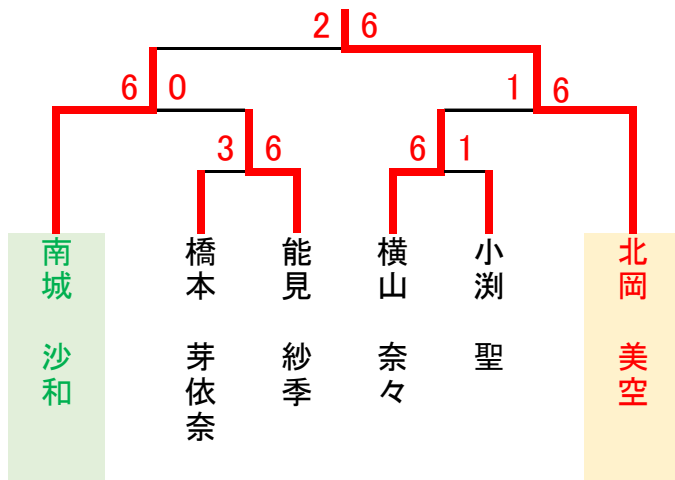 2 6
6 0
1 6
3 6
6 1
南城 沙和
橋本 芽依奈
能見 紗季
横山 奈々
小渕 聖
北岡 美空